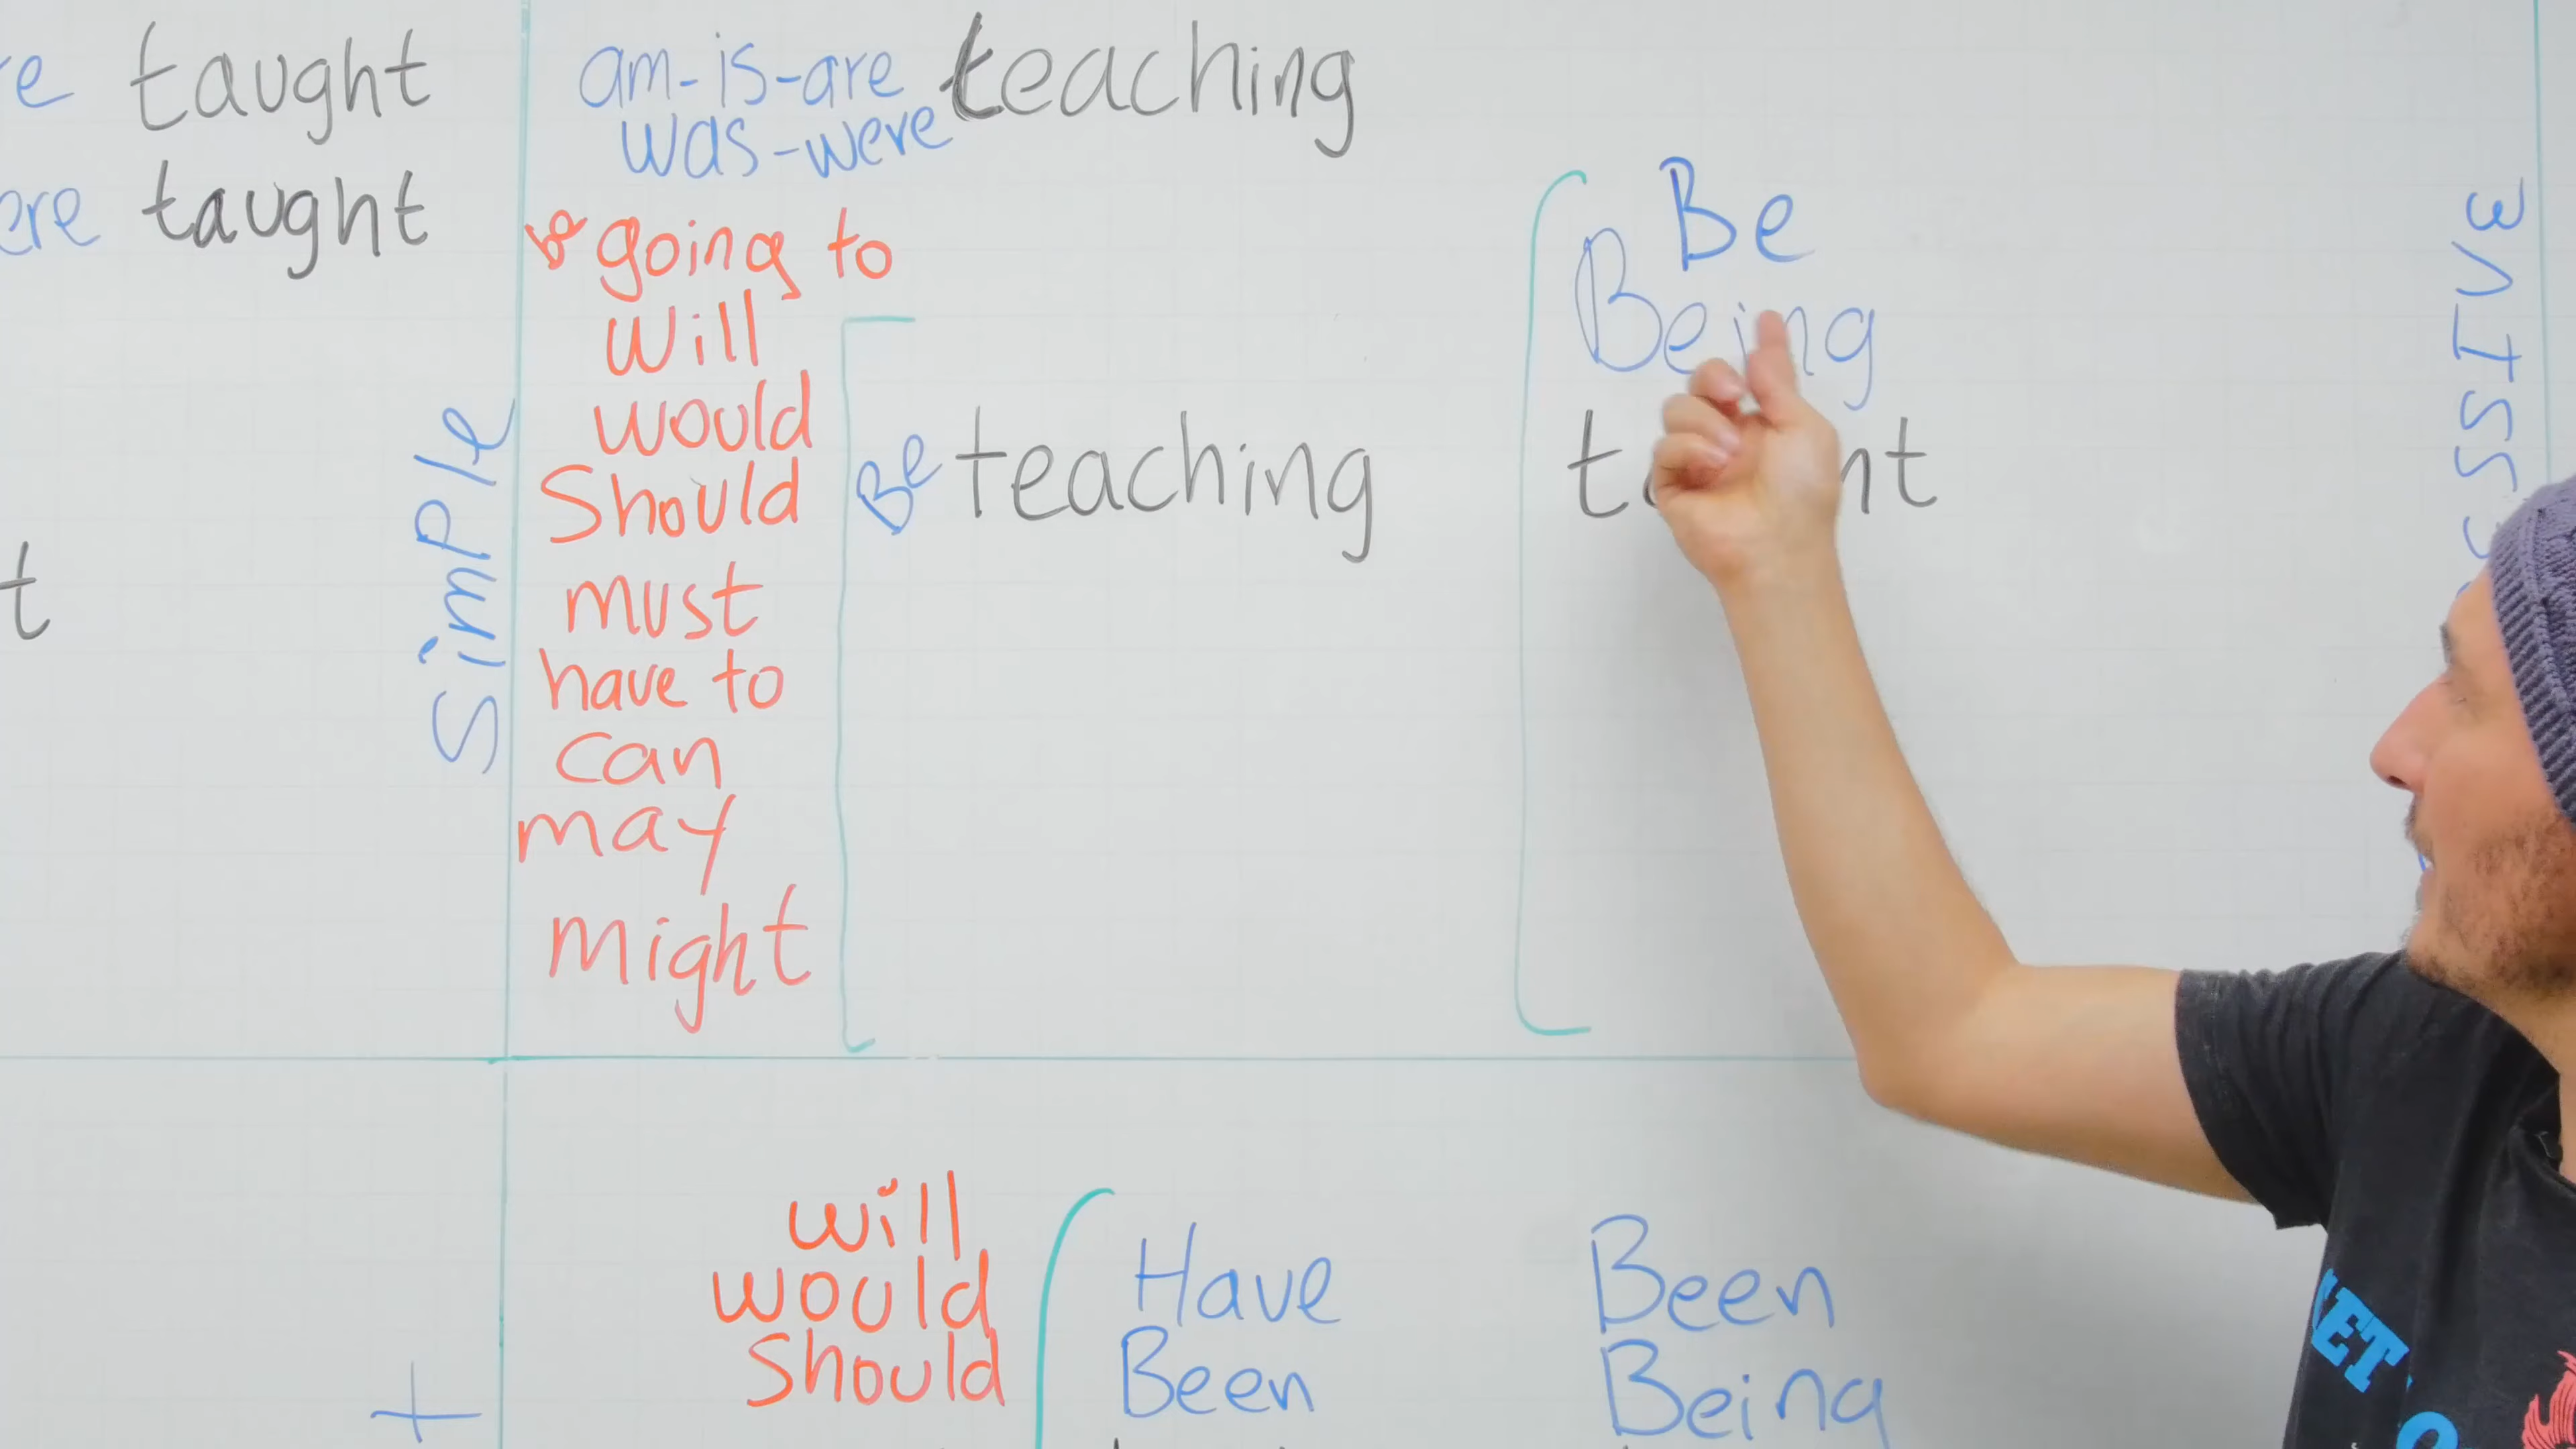 taught
am-is-are teaching
was-were
taught
be going to
will
would
Should
must
have to
can
may
might
Simple
Be teaching
Be
Being
will
would
Should
Have
Been
Been
Being
+